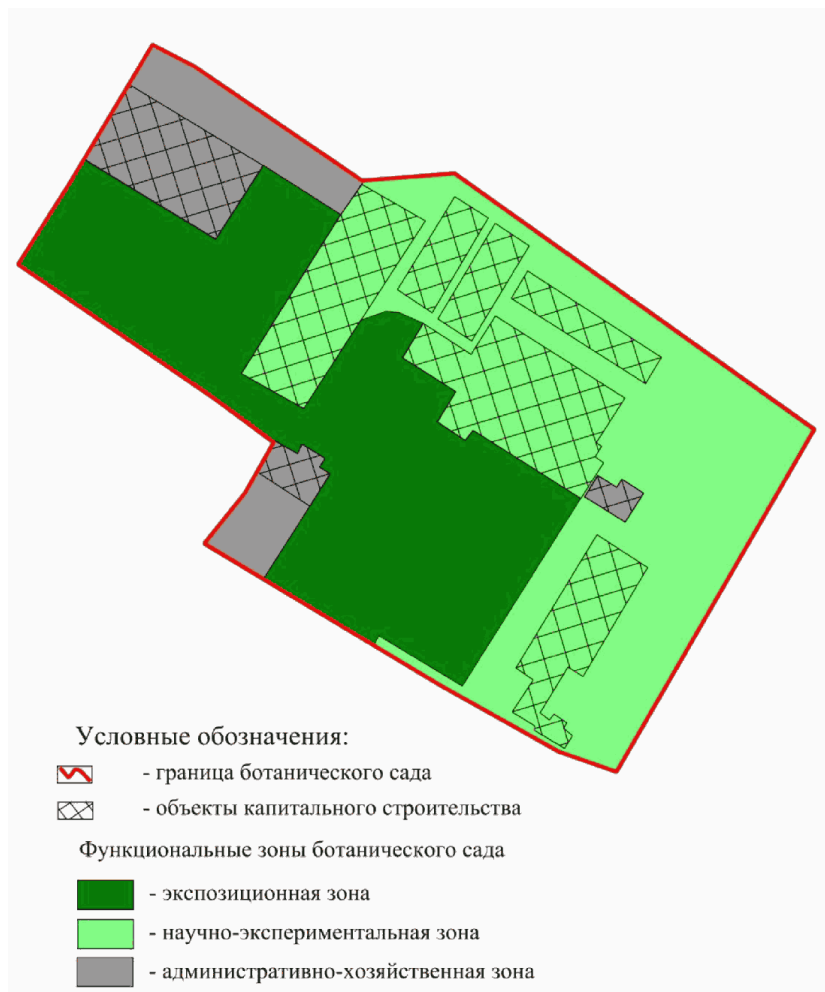 Условные обозначения:
- граница ботанического сада
- объекты капитального строительства
Функциональные зоны ботанического сада
- экспозиционная зона
- научно-экспериментальная зона
- административно-хозяйственная зона